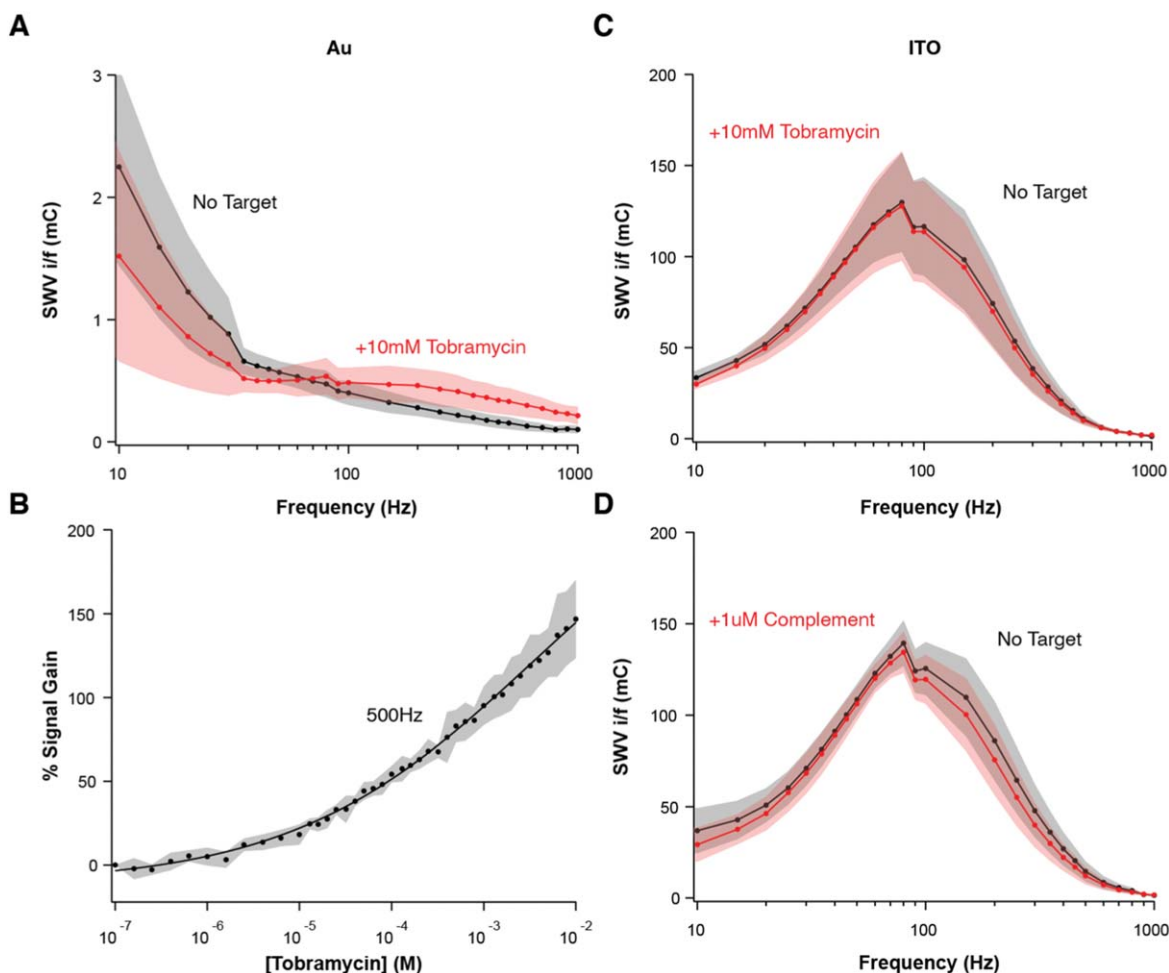 A
Au
SWV i/f (mC)
3
2
1
0
No Target
+10mM Tobramycin
10
100
1000
Frequency (Hz)
B
% Signal Gain
200
150
100
50
0
500Hz
10^-7
10^-6
10^-5
10^-4
10^-3
10^-2
[Tobramycin] (M)
C
ITO
SWV i/f (mC)
200
150
100
50
0
+10mM Tobramycin
No Target
10
100
1000
Frequency (Hz)
D
SWV i/f (mC)
200
150
100
50
0
+1uM Complement
No Target
10
100
1000
Frequency (Hz)